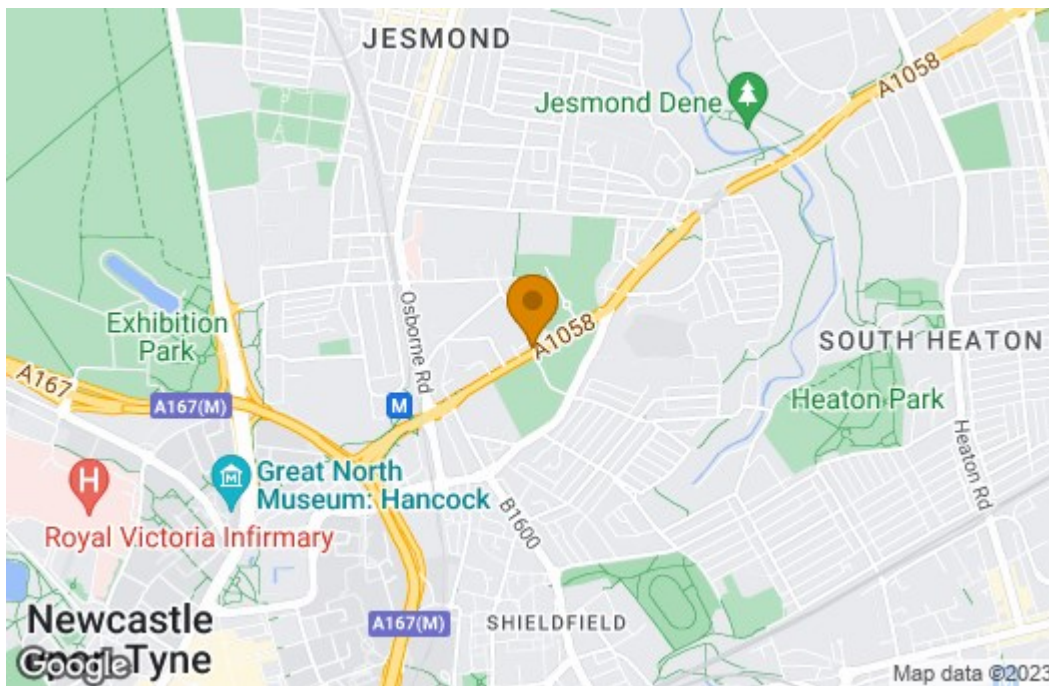 JESMOND
A1058
Jesmond Dene
Exhibition
Park
Osborne Rd
A1058
SOUTH HEATON
A167
A167(M)
M
Heaton Park
Heaton Rd
H
Great North
Museum: Hancock
Royal Victoria Infirmary
B1600
Newcastle
A167(M)
SHIELDFIELD
upon Tyne
Google
Map data ©2023